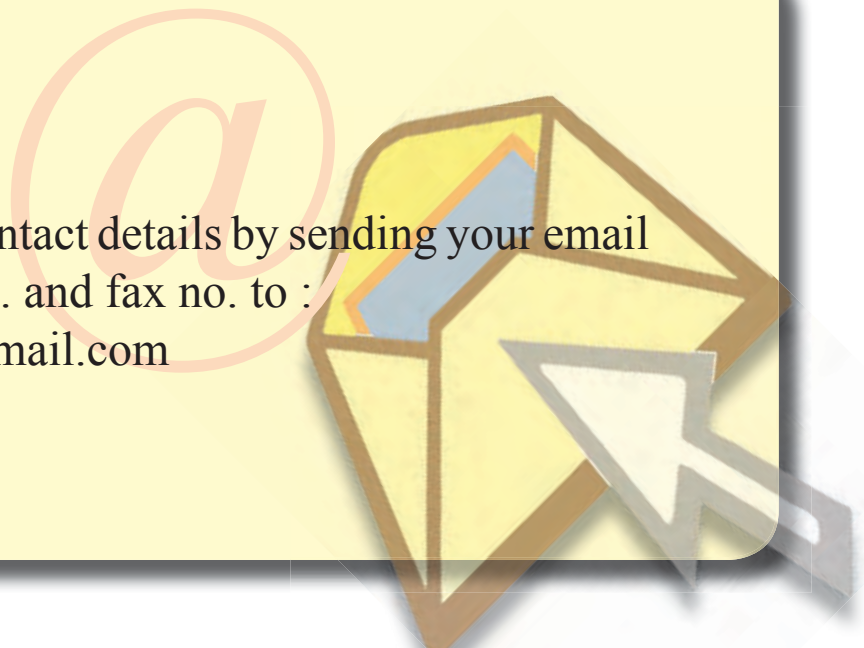 ntact details by sending your email
. and fax no. to :
mail.com
@